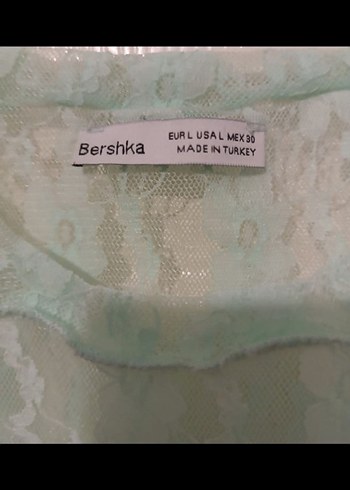 Bershka
EUR L USA L MEX 30
MADE IN TURKEY